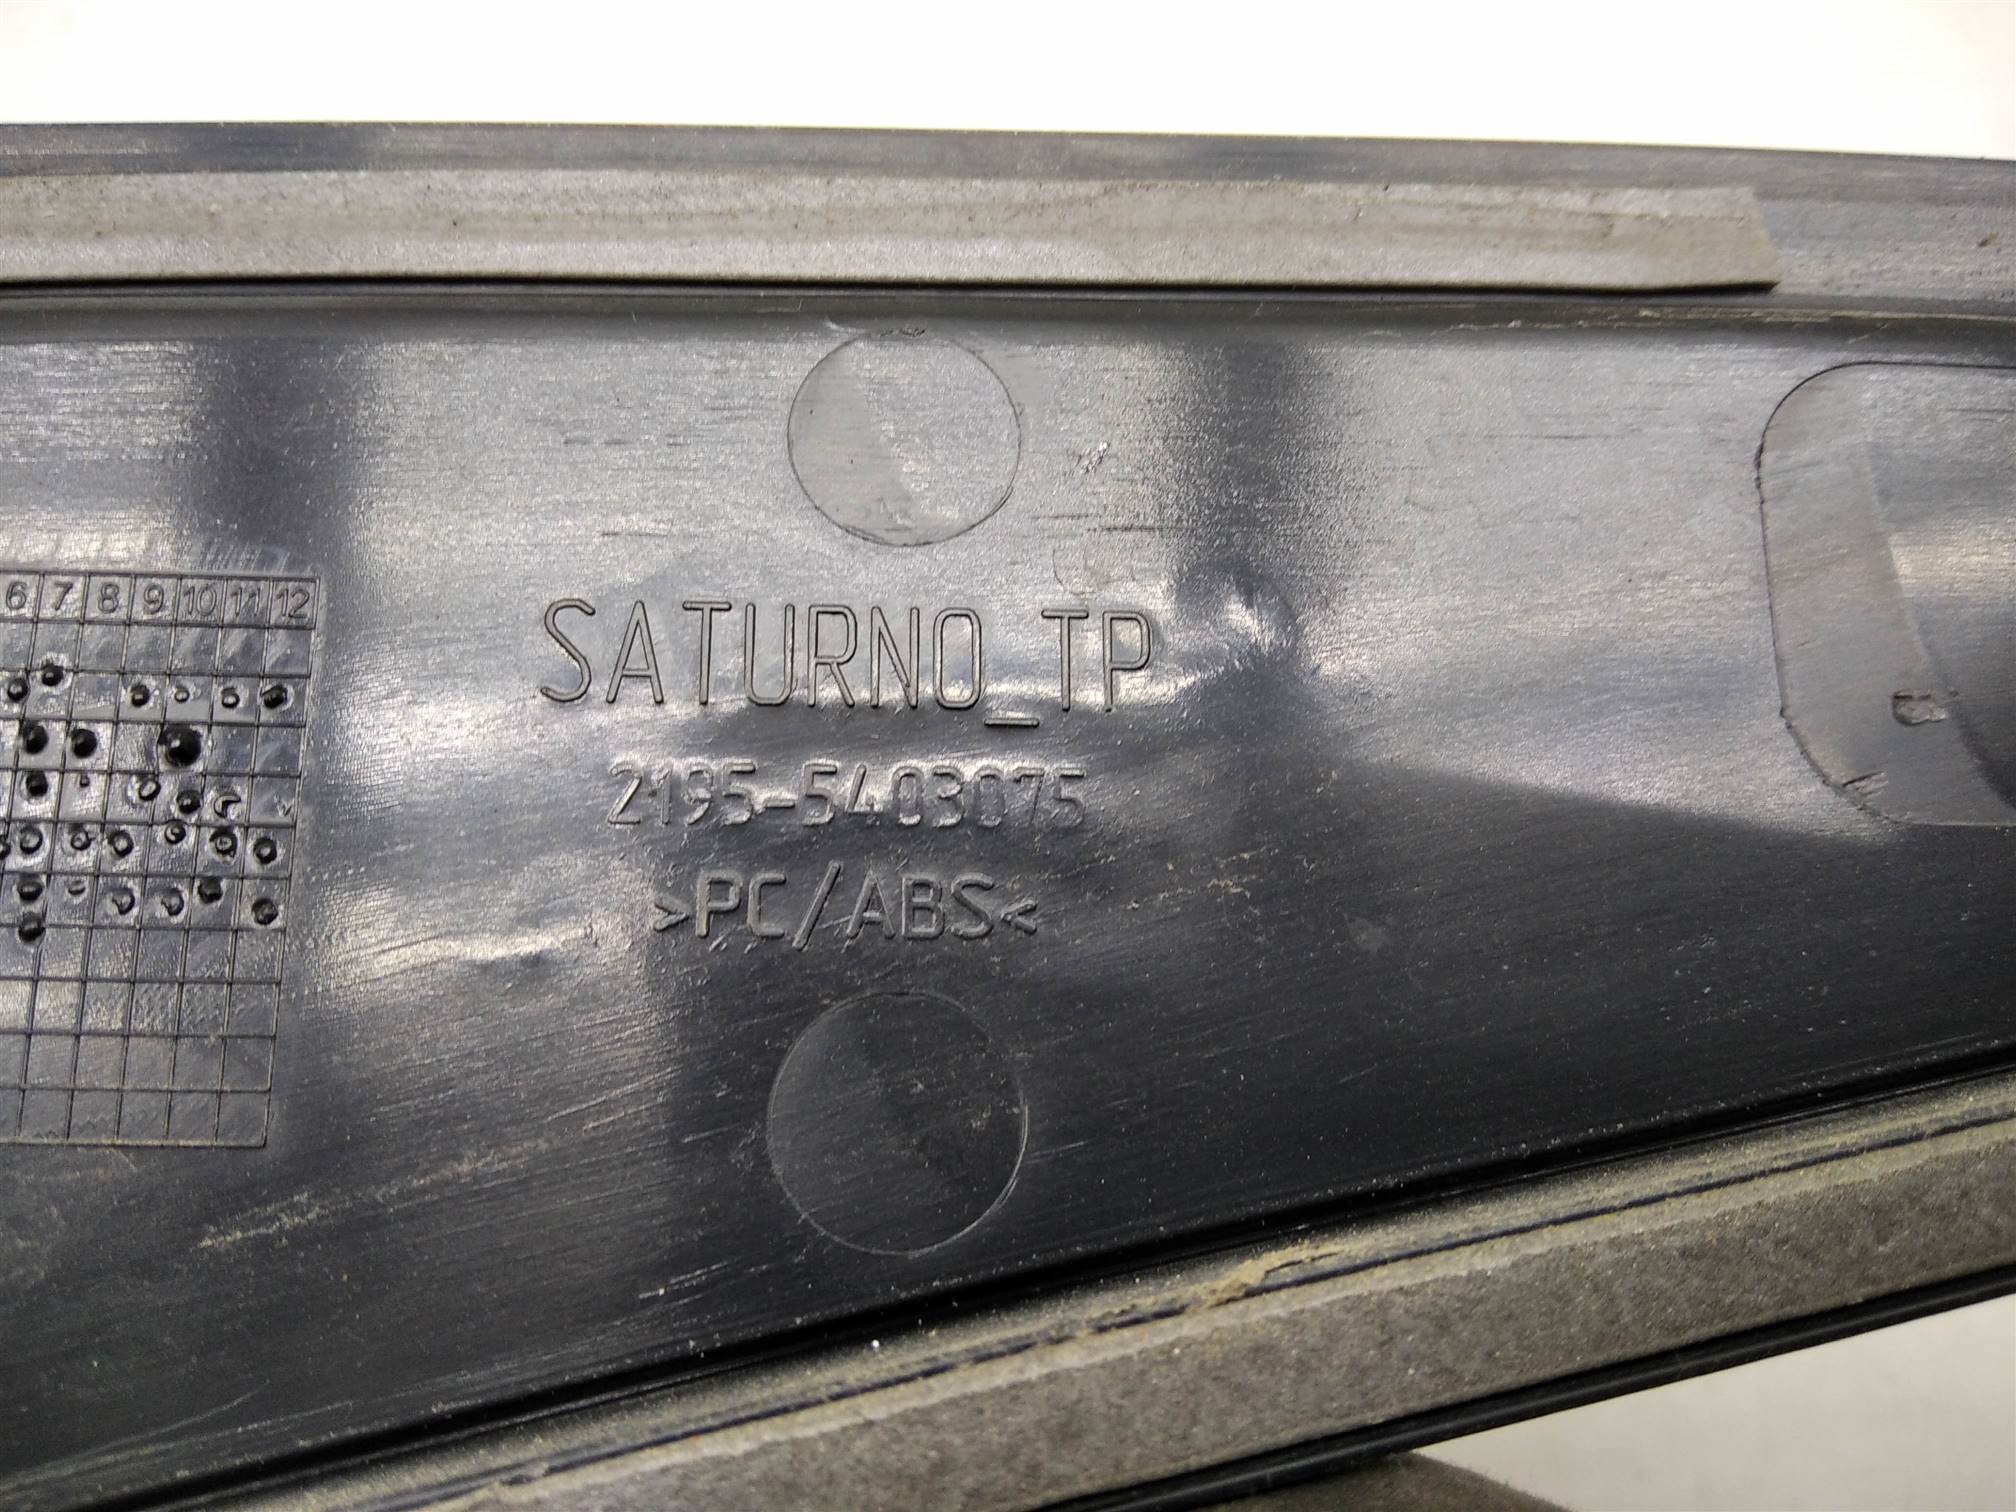 SATURNO_TP
2195-5403075
>PC/ABS<
6 7 8 9 10 11 12